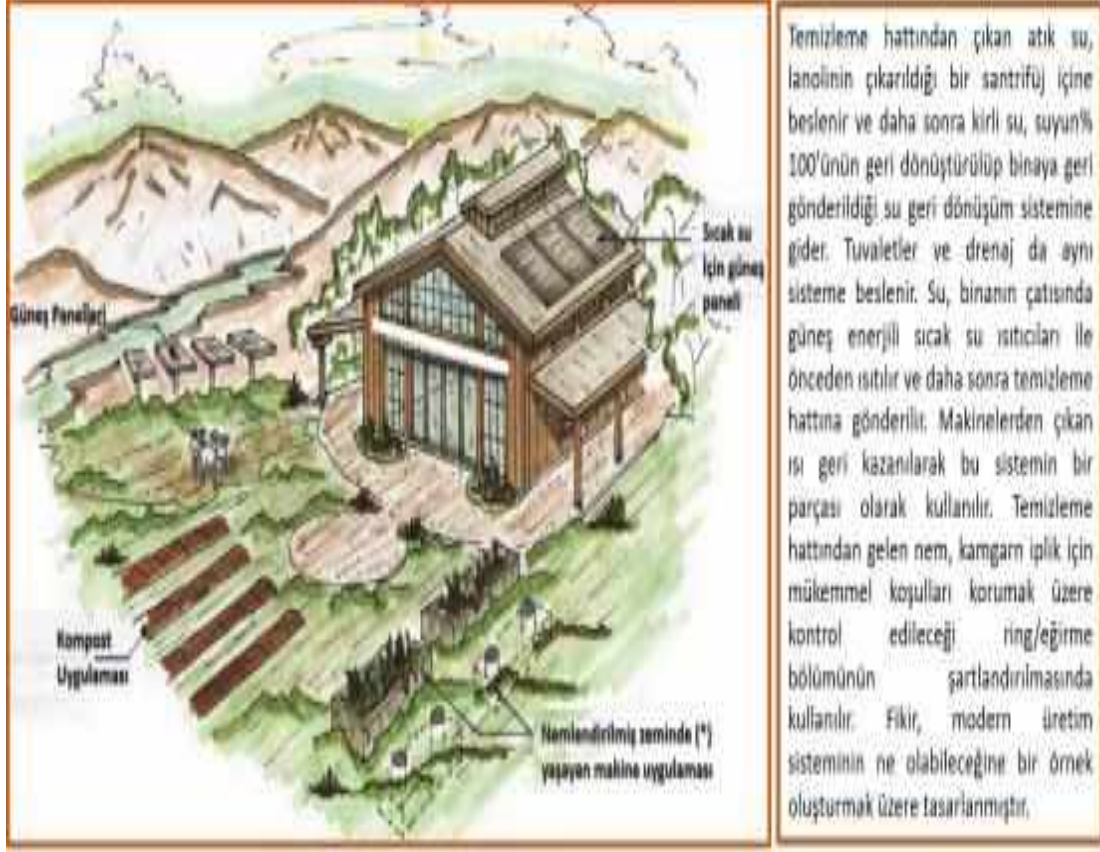 Güneş Panelleri
Sıcak su
için güneş
paneli
Kompost
Uygulaması
Nemlendirilmiş zeminde (*)
yaşayan makine uygulaması
Temizleme hattından çıkan atık su,
lanolinin çıkarıldığı bir santrifüj içine
beslenir ve daha sonra kirli su, suyun%
100'ünün geri dönüştürülüp binaya geri
gönderildiği su geri dönüşüm sistemine
gider. Tuvaletler ve drenaj da aynı
sisteme beslenir. Su, binanın çatısında
güneş enerjili sıcak su ısıtıcıları ile
önceden ısıtılır ve daha sonra temizleme
hattına gönderilir. Makinelerden çıkan
ısı geri kazanılarak bu sistemin bir
parçası olarak kullanılır. Temizleme
hattından gelen nem, kamgarn iplik için
mükemmel koşulları korumak üzere
kontrol edileceği ring/eğirme
bölümünün şartlandırılmasında
kullanılır. Fikir, modern üretim
sisteminin ne olabileceğine bir örnek
oluşturmak üzere tasarlanmıştır.